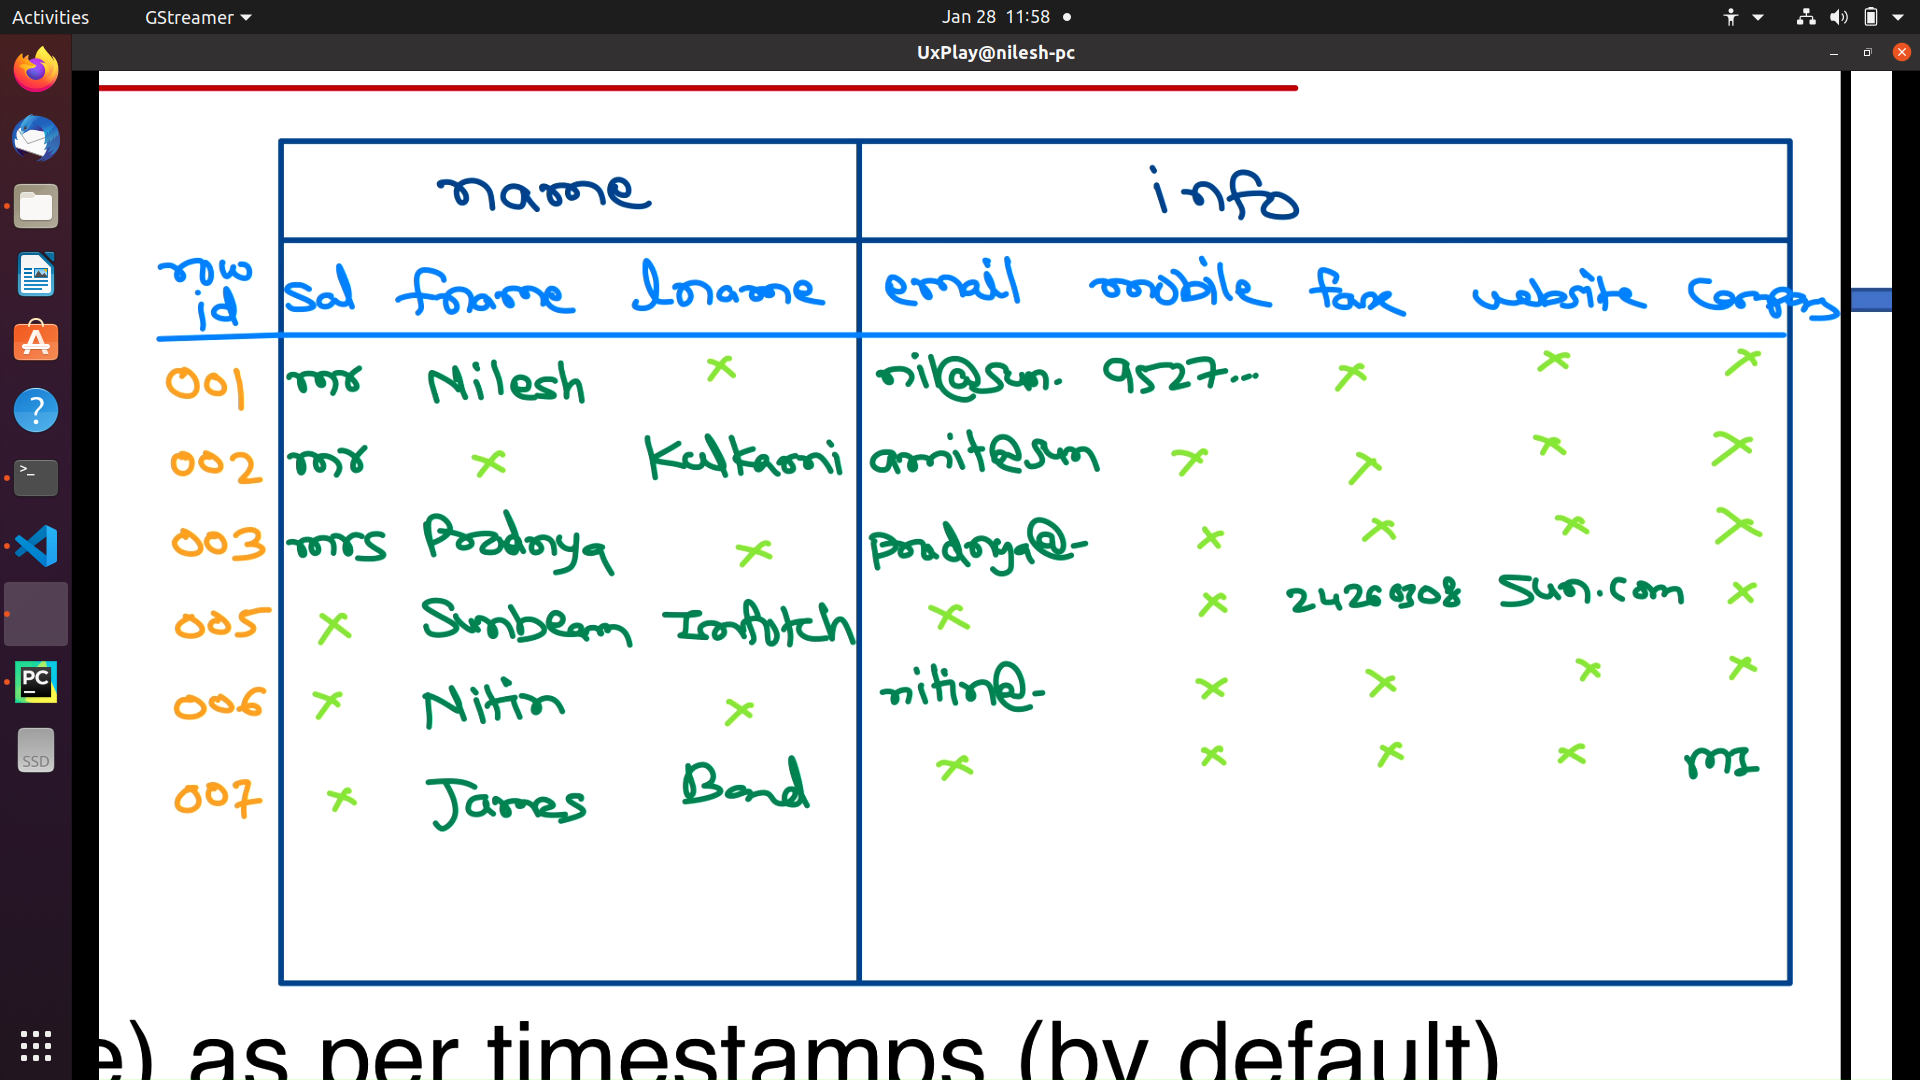 Activities GStreamer Jan 28 11:58
UxPlay@nilesh-pc
name info
row id sal fname lname email mobile fax website company
001 mr Nilesh x nil@sun. 9527... x x x
002 mr x Kulkarni amit@sun x x x x
003 mrs Pradnya x pradnya@- x x x x
005 x Sunbeam Infotch x x sun.com x
006 x Nitin x nitin@- x x x x
007 x James Bond x x x x MI
>_
?
PC
SSD
e) as per timestamps (by default)